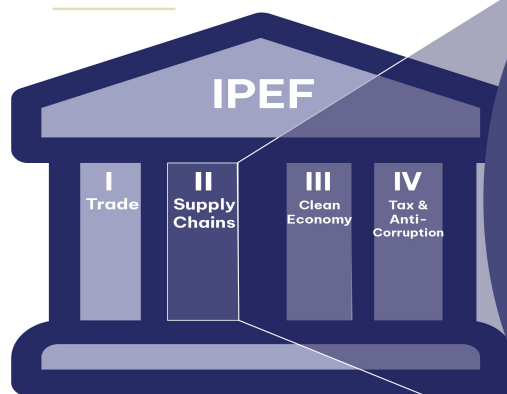 IPEF
I
Trade
II
Supply
Chains
III
Clean
Economy
IV
Tax &
Anti-
Corruption